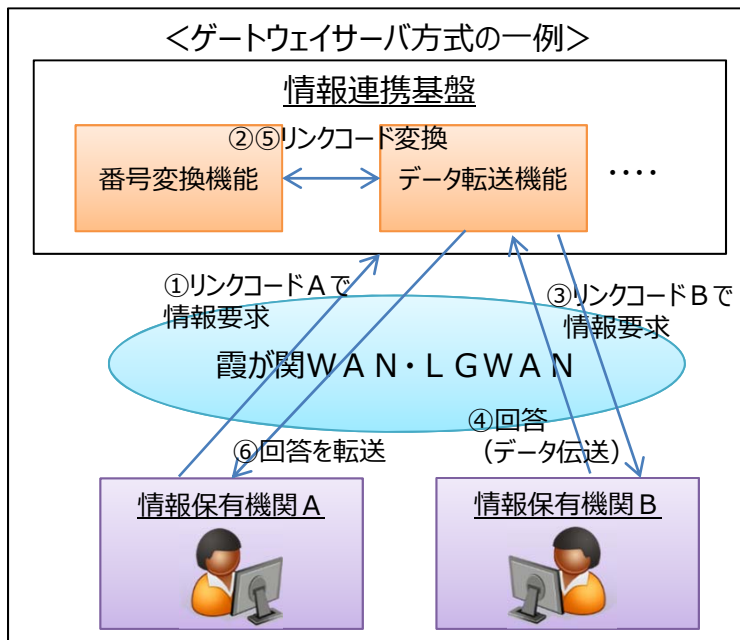 ＜ゲートウェイサーバ方式の一例＞
情報連携基盤
②⑤リンクコード変換
番号変換機能
データ転送機能
‥‥
①リンクコードＡで
情報要求
③リンクコードＢで
情報要求
霞が関ＷＡＮ・ＬＧＷＡＮ
④回答
（データ伝送）
⑥回答を転送
情報保有機関Ａ
情報保有機関Ｂ